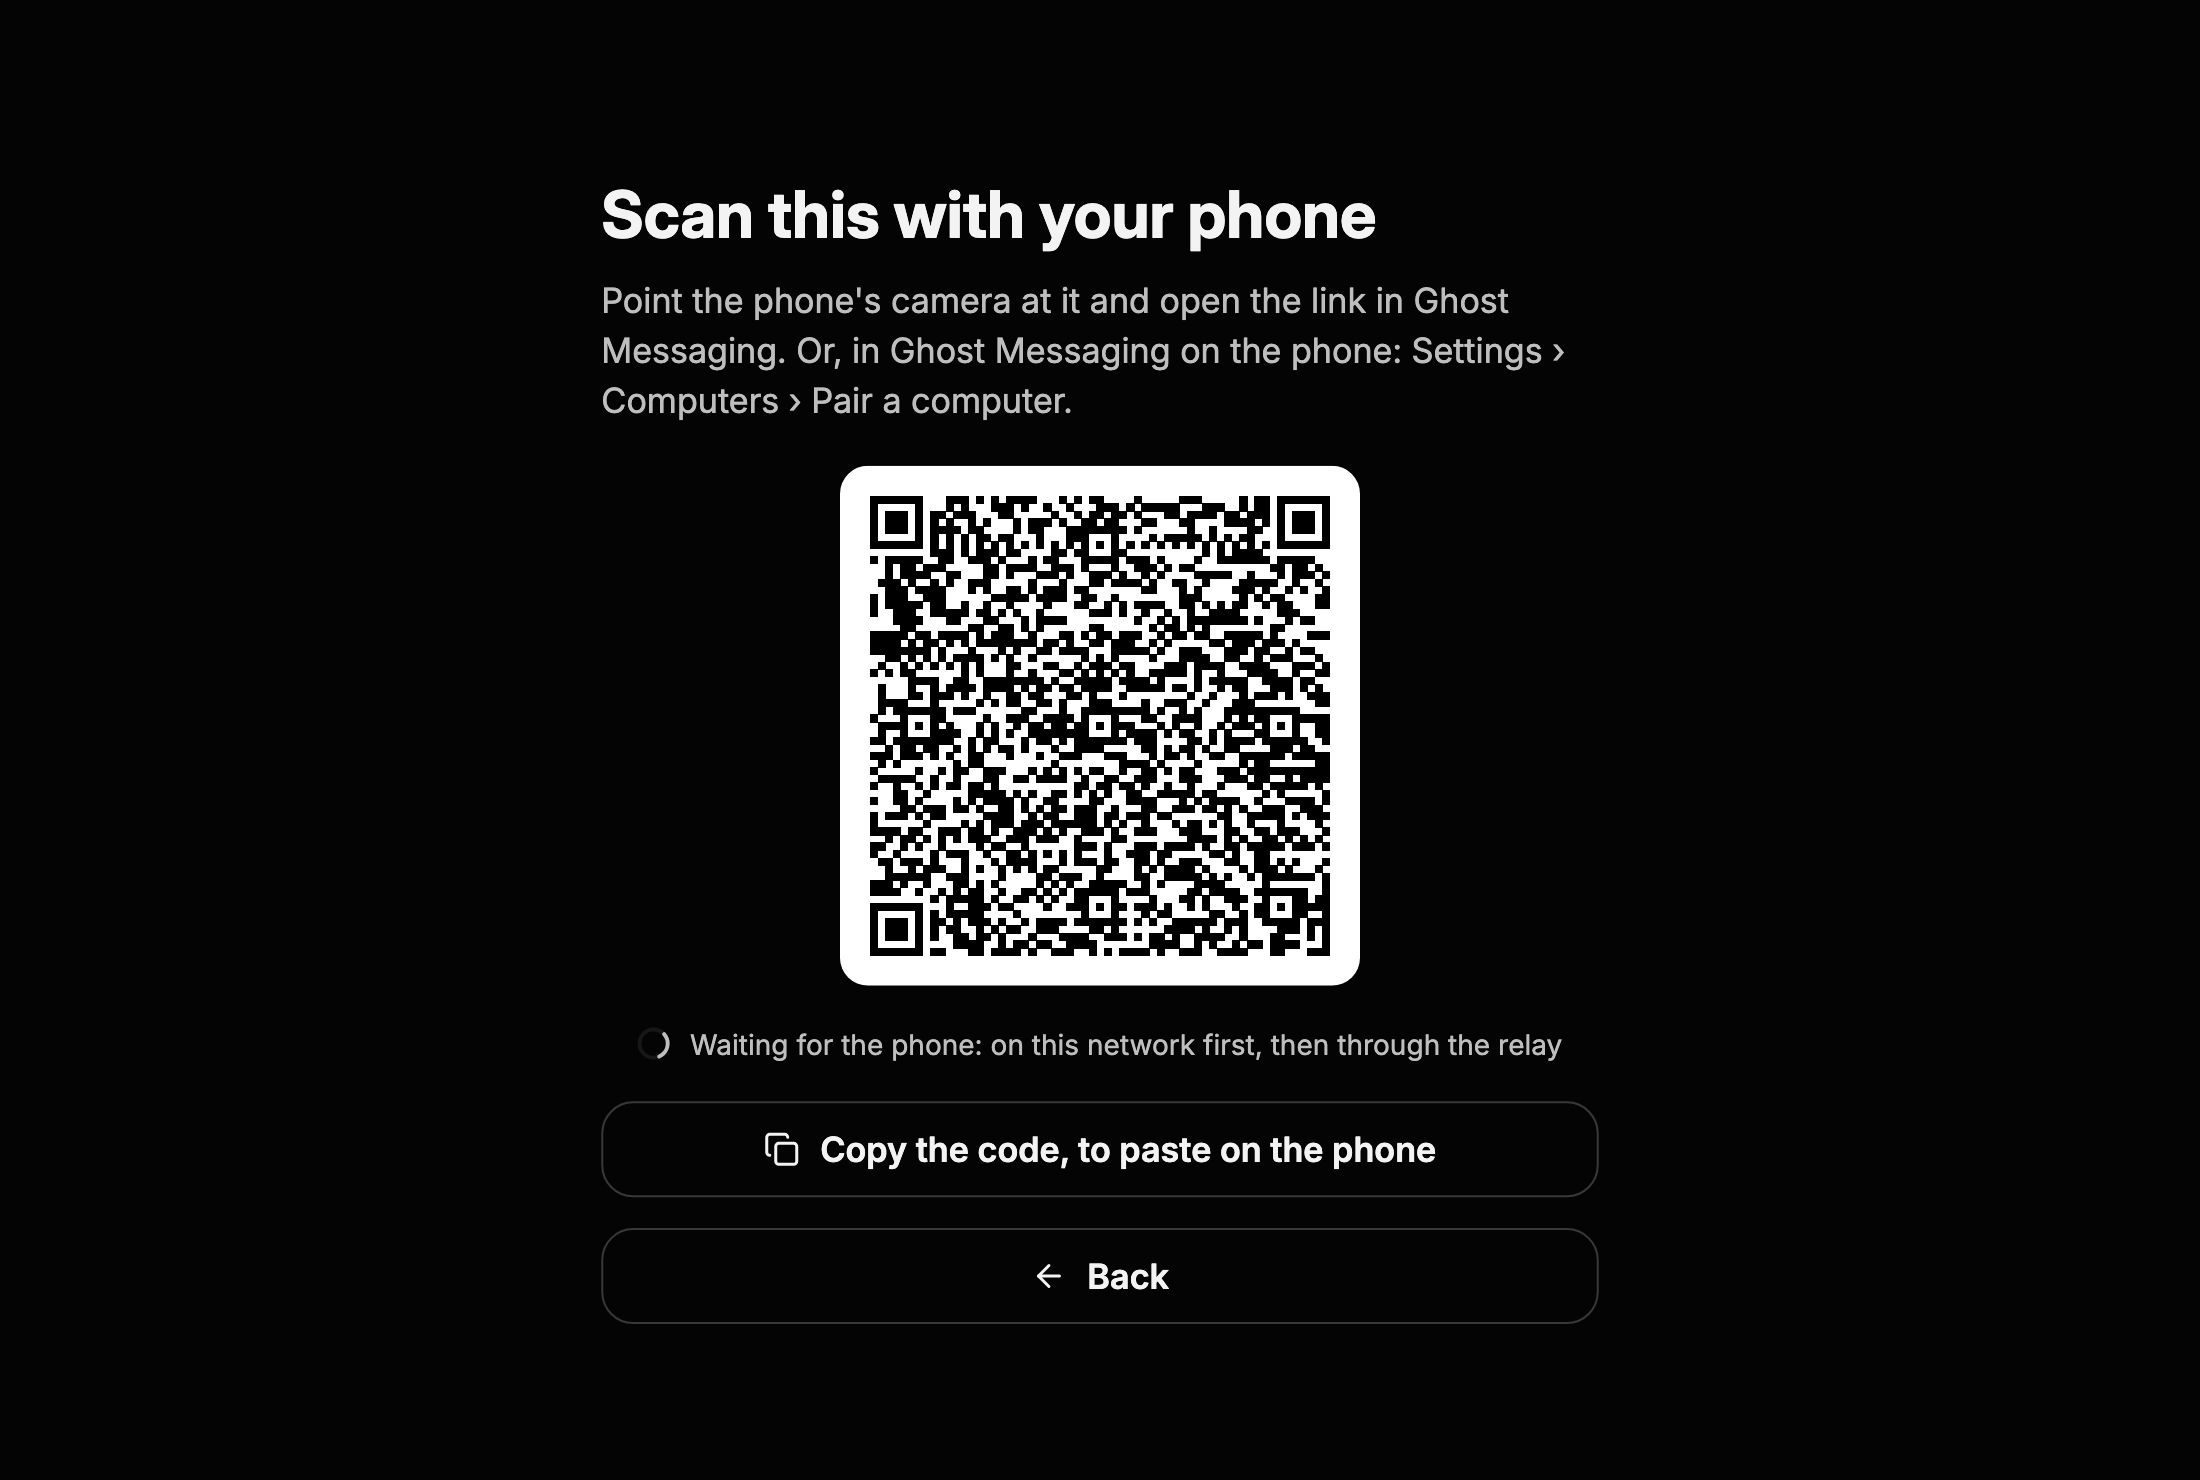 Scan this with your phone
Point the phone's camera at it and open the link in Ghost
Messaging. Or, in Ghost Messaging on the phone: Settings ›
Computers › Pair a computer.
Waiting for the phone: on this network first, then through the relay
Copy the code, to paste on the phone
Back